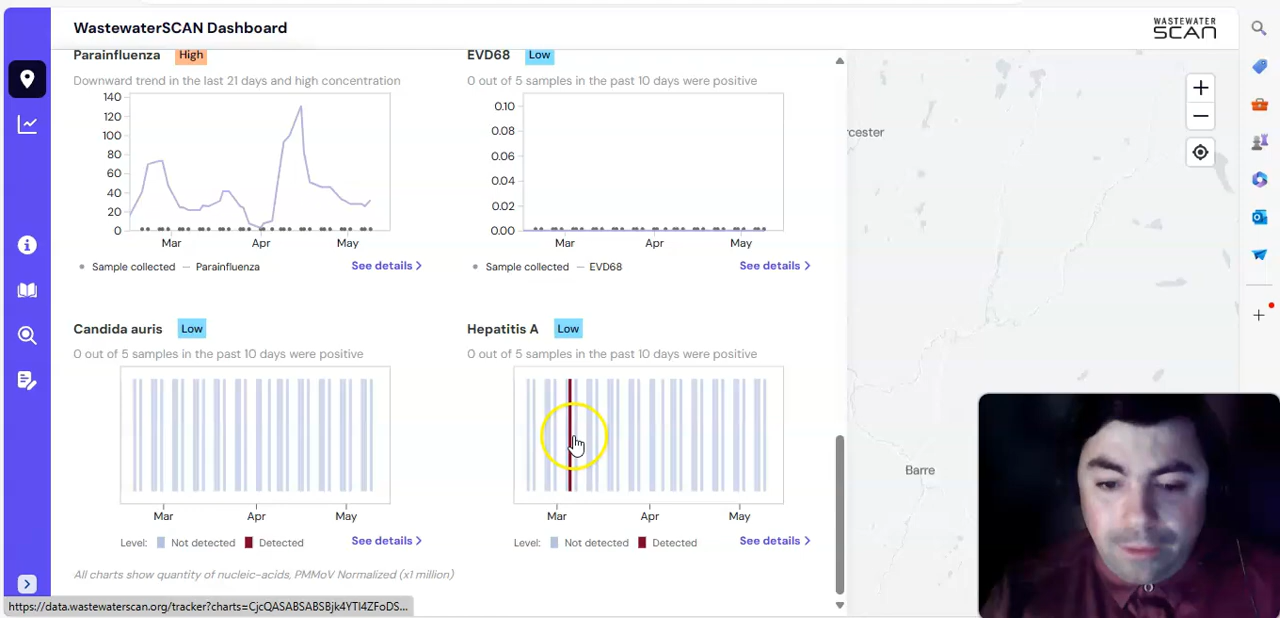 WastewaterSCAN Dashboard
WASTEWATER
SCAN
Parainfluenza High
Downward trend in the last 21 days and high concentration
140
120
100
80
60
40
20
0
Mar Apr May
Sample collected Parainfluenza See details >
EVD68 Low
0 out of 5 samples in the past 10 days were positive
0.10
0.08
0.06
0.04
0.02
0.00
Mar Apr May
Sample collected EVD68 See details >
Candida auris Low
0 out of 5 samples in the past 10 days were positive
Mar Apr May
Level: Not detected Detected See details >
Hepatitis A Low
0 out of 5 samples in the past 10 days were positive
Mar Apr May
Level: Not detected Detected See details >
All charts show quantity of nucleic-acids, PMMoV Normalized (x1 million)
https://data.wastewaterscan.org/tracker?charts=CjcQASABSABSBjk4YTI4ZFoDS...
rcester
Barre